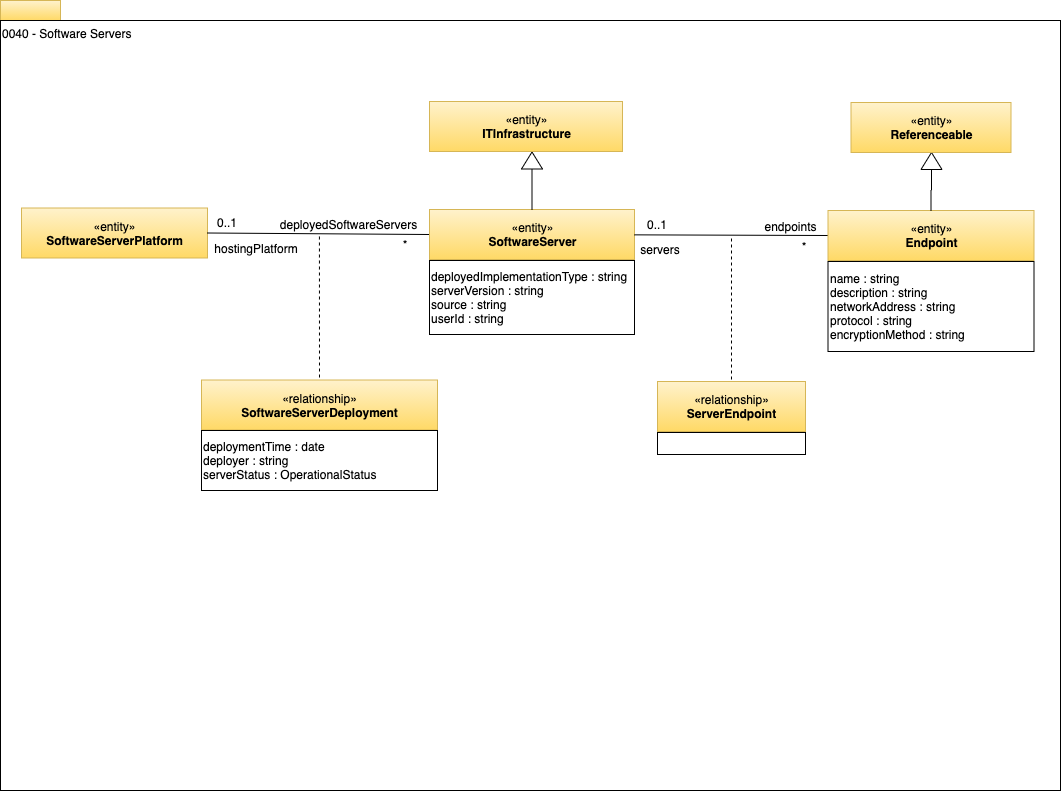 0040 - Software Servers
«entity»
ITInfrastructure
«entity»
Referenceable
«entity»
SoftwareServerPlatform
0..1
hostingPlatform
deployedSoftwareServers
*
«entity»
SoftwareServer
deployedImplementationType : string
serverVersion : string
source : string
userId : string
0..1
servers
endpoints
*
«entity»
Endpoint
name : string
description : string
networkAddress : string
protocol : string
encryptionMethod : string
«relationship»
SoftwareServerDeployment
deploymentTime : date
deployer : string
serverStatus : OperationalStatus
«relationship»
ServerEndpoint